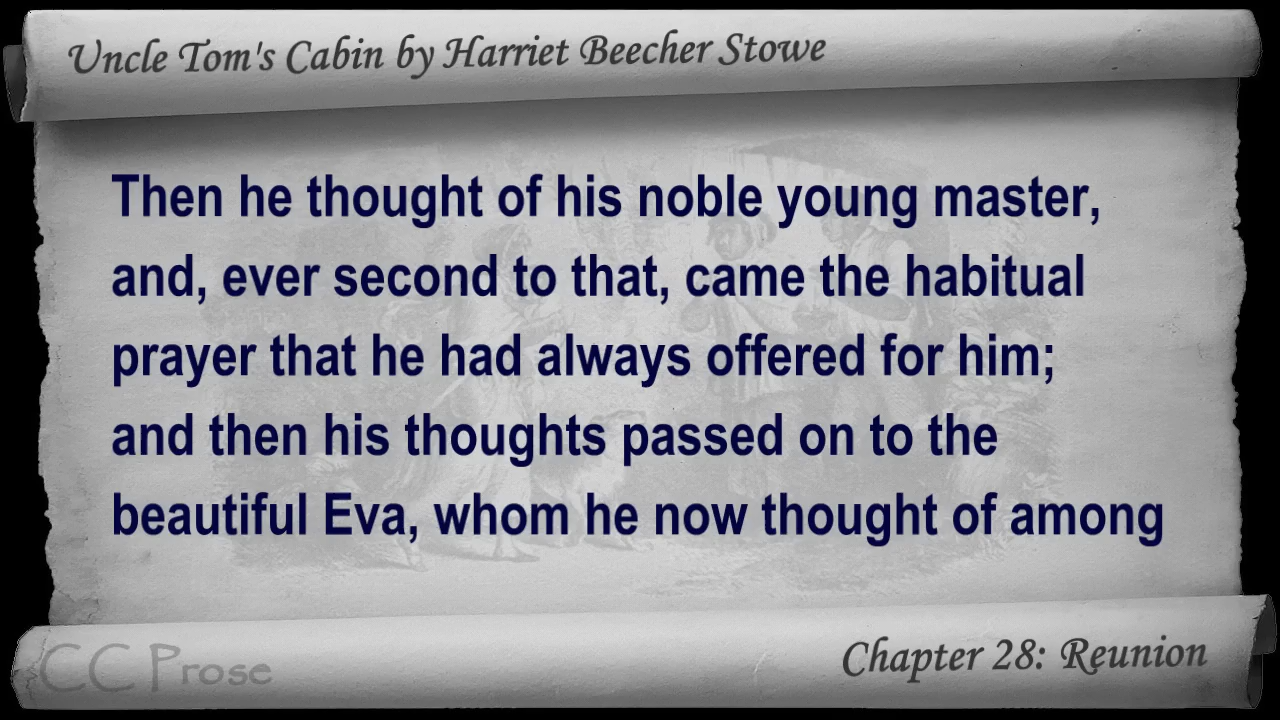 Uncle Tom's Cabin by Harriet Beecher Stowe
Then he thought of his noble young master,
and, ever second to that, came the habitual
prayer that he had always offered for him;
and then his thoughts passed on to the
beautiful Eva, whom he now thought of among
CC Prose
Chapter 28: Reunion